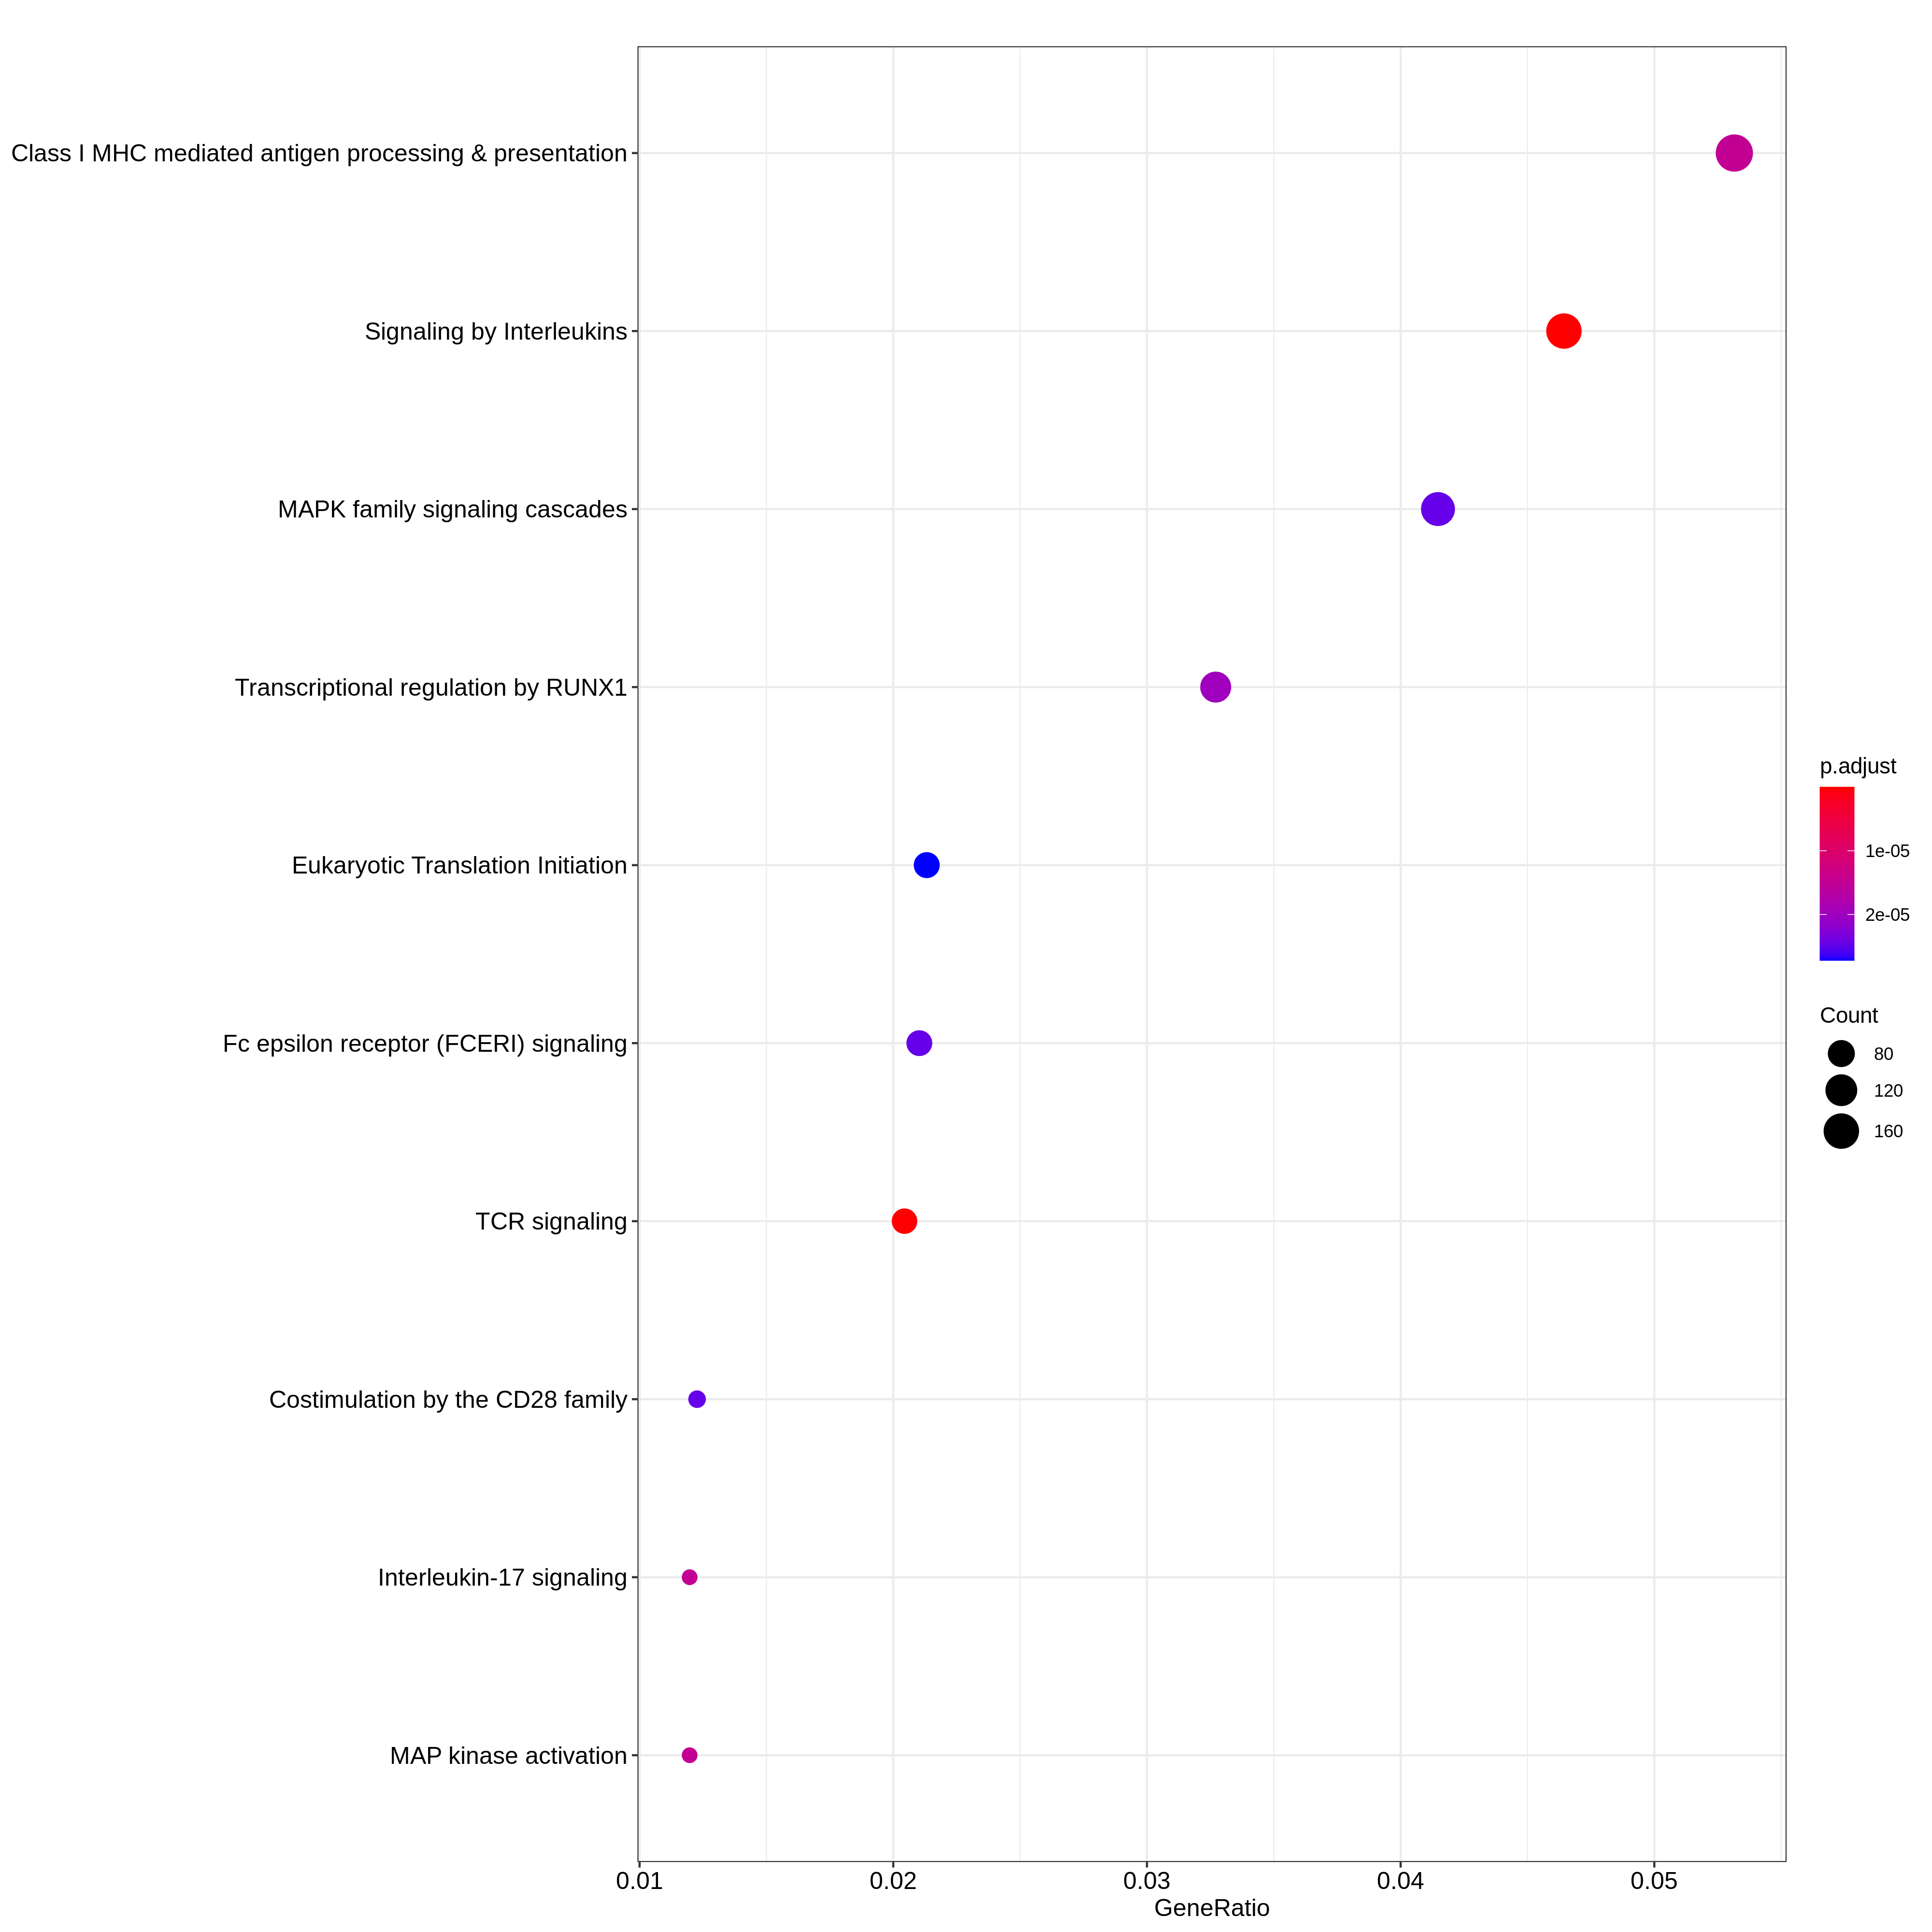 Class I MHC mediated antigen processing & presentation
Signaling by Interleukins
MAPK family signaling cascades
Transcriptional regulation by RUNX1
Eukaryotic Translation Initiation
Fc epsilon receptor (FCERI) signaling
TCR signaling
Costimulation by the CD28 family
Interleukin-17 signaling
MAP kinase activation
0.01 0.02 0.03 0.04 0.05
GeneRatio
p.adjust
1e-05
2e-05
Count
80
120
160